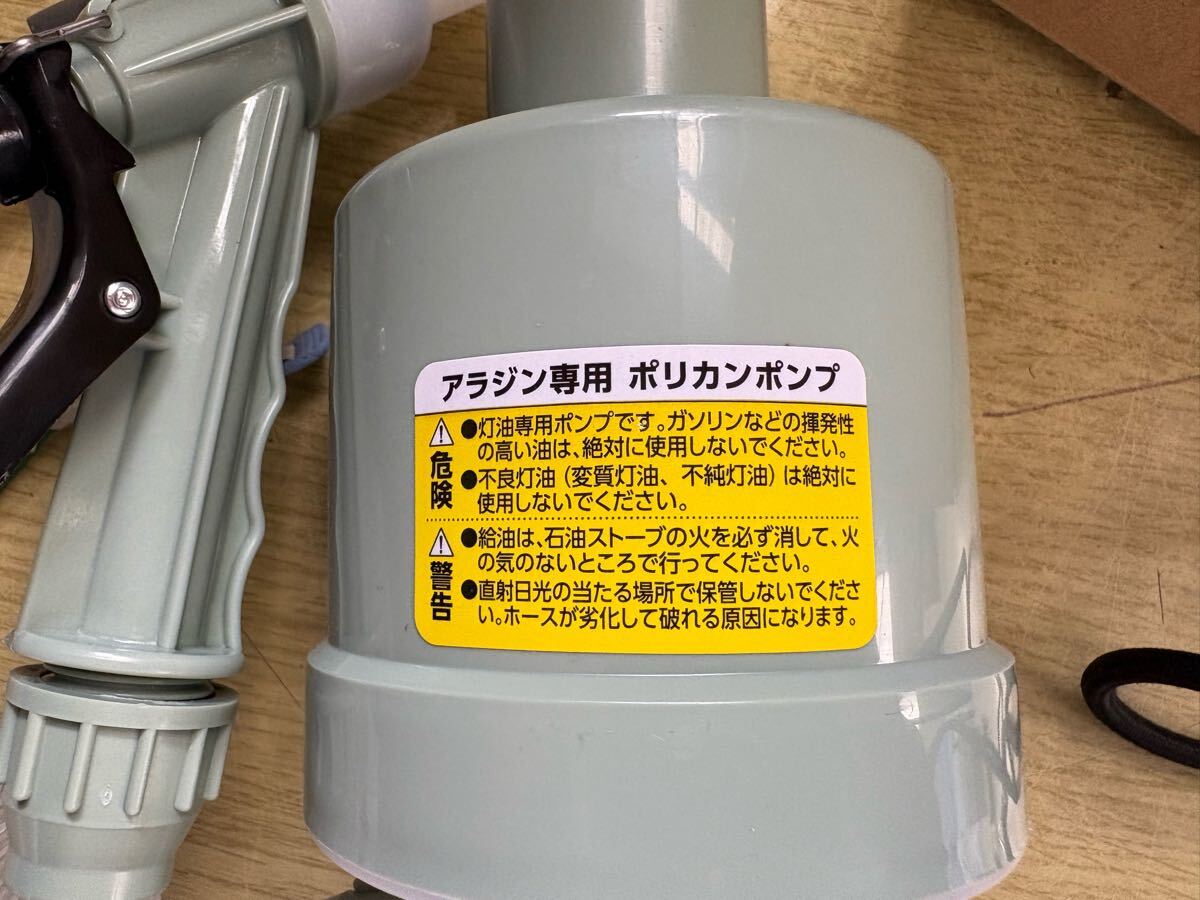 アラジン専用 ポリカンポンプ
危険
●灯油専用ポンプです。ガソリンなどの揮発性
の高い油は、絶対に使用しないでください。
●不良灯油(変質灯油、不純灯油)は絶対に
使用しないでください。
警告
●給油は、石油ストーブの火を必ず消して、火
の気のないところで行ってください。
●直射日光の当たる場所で保管しないでくださ
い。ホースが劣化して破れる原因になります。